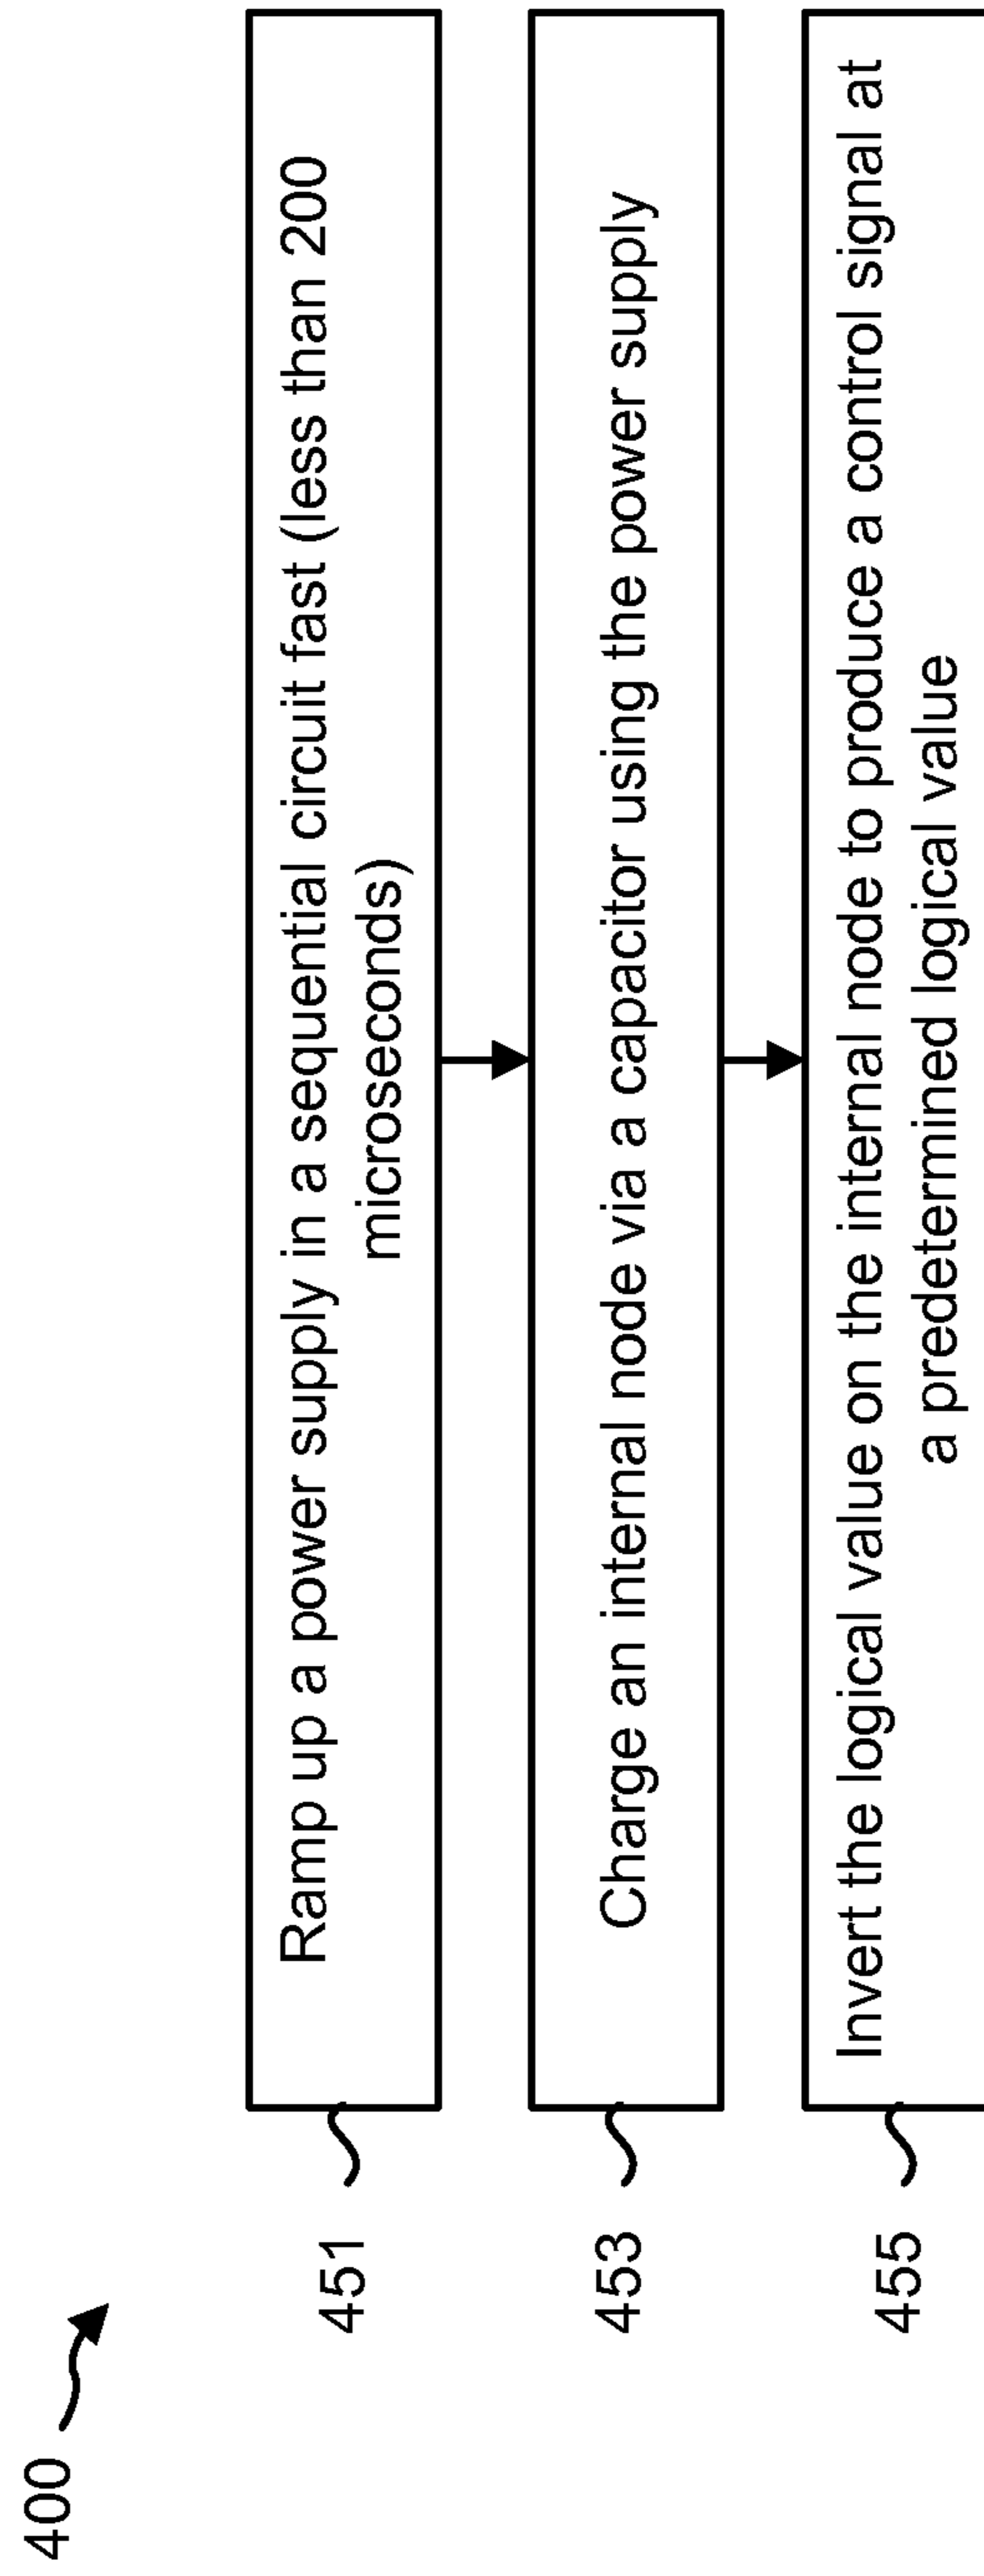 400
451
Ramp up a power supply in a sequential circuit fast (less than 200
microseconds)
453
Charge an internal node via a capacitor using the power supply
455
Invert the logical value on the internal node to produce a control signal at
a predetermined logical value